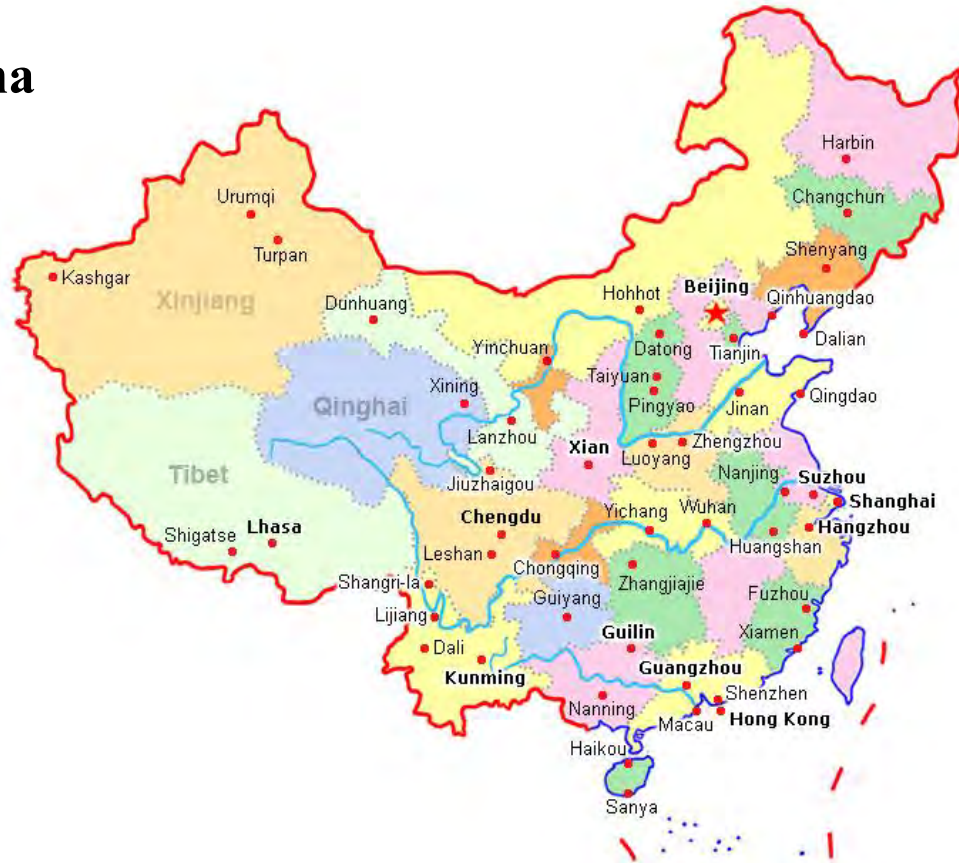 na
Harbin
Urumqi
Changchun
Turpan
Shenyang
Kashgar
Beijing
Xinjiang
Dunhuang
Hohhot
Qinhuangdao
Yinchuan
Datong
Tianjin
Dalian
Taiyuan
Xining
Pingyao
Jinan
Qingdao
Qinghai
Lanzhou
Xian
Luoyang
Zhengzhou
Tibet
Jiuzhaigou
Nanjing
Suzhou
Shanghai
Chengdu
Yichang
Wuhan
Hangzhou
Shigatse
Lhasa
Leshan
Huangshan
Chongqing
Zhangjiajie
Shangri-la
Guiyang
Fuzhou
Lijiang
Guilin
Xiamen
Dali
Kunming
Guangzhou
Shenzhen
Nanning
Macau
Hong Kong
Haikou
Sanya